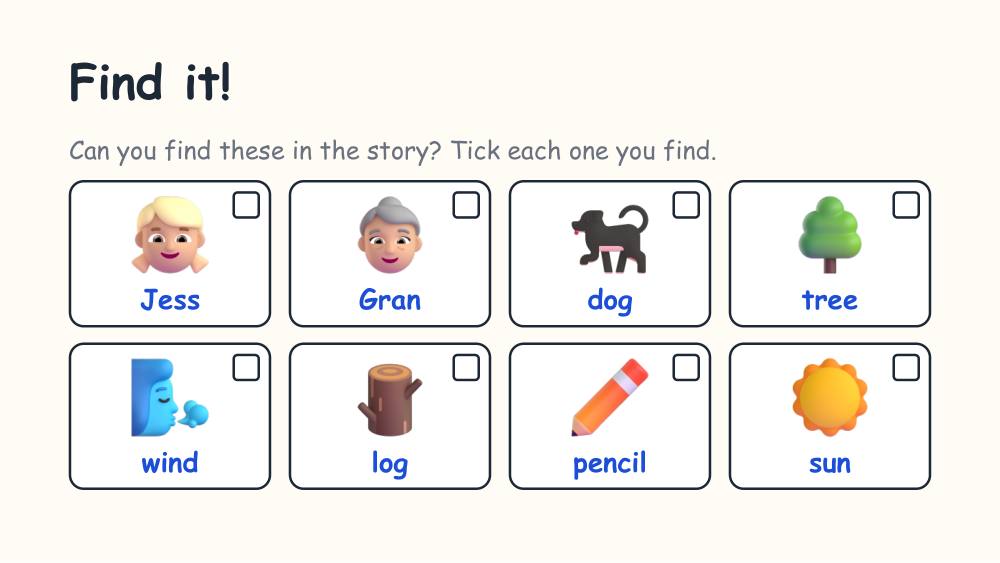 Find it!
Can you find these in the story? Tick each one you find.
Jess
Gran
dog
tree
wind
log
pencil
sun